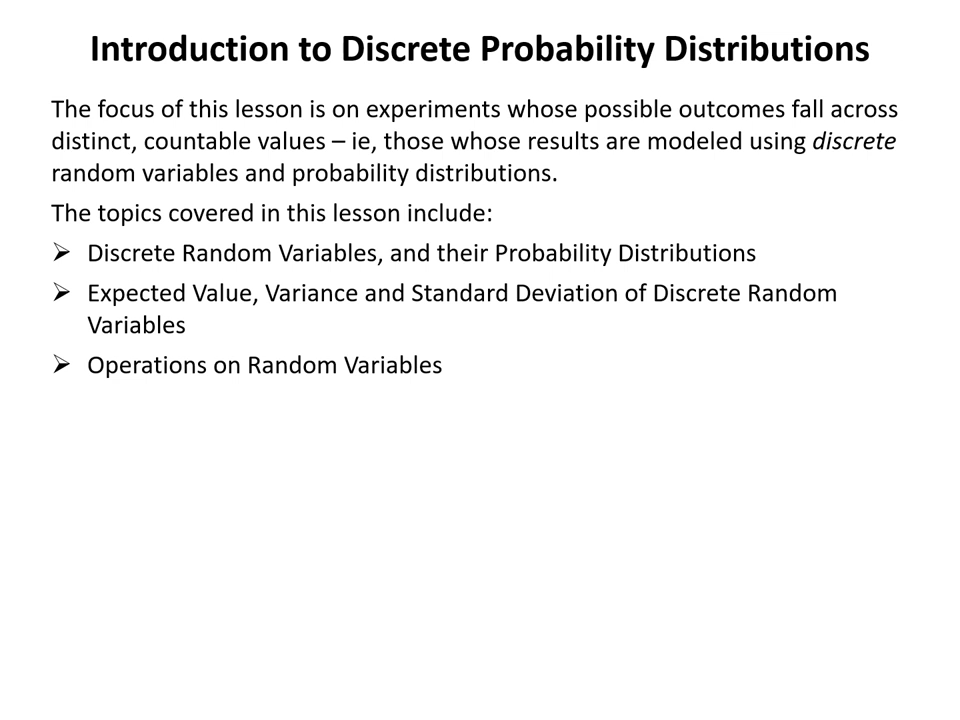 Introduction to Discrete Probability Distributions
The focus of this lesson is on experiments whose possible outcomes fall across
distinct, countable values – ie, those whose results are modeled using discrete
random variables and probability distributions.
The topics covered in this lesson include:
➢ Discrete Random Variables, and their Probability Distributions
➢ Expected Value, Variance and Standard Deviation of Discrete Random
Variables
➢ Operations on Random Variables